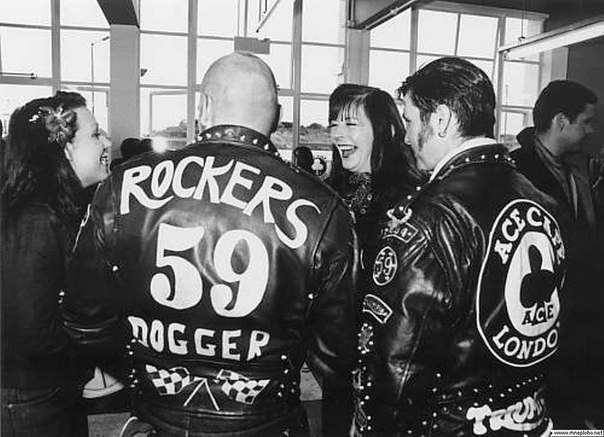 ROCKERS
59
DOGGER
59
ACE CAFE
C
ACE
LONDON
www.mneploho.net